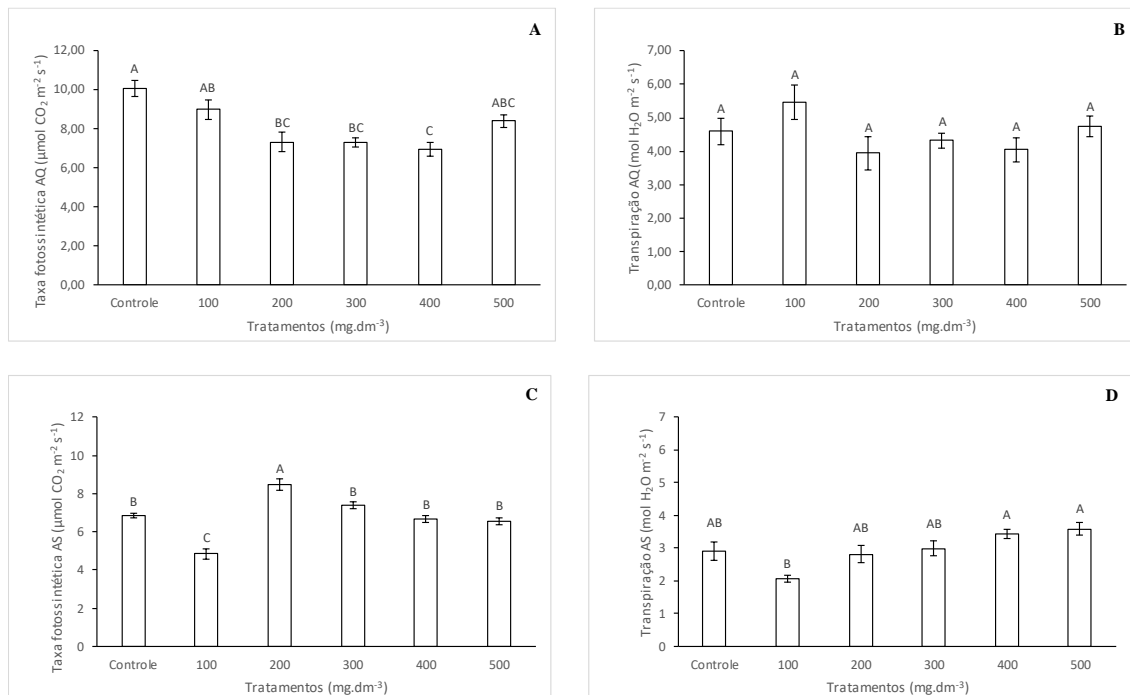 A
Taxa fotossintética AQ (µmol CO₂ m⁻² s⁻¹)
12,00
10,00
8,00
6,00
4,00
2,00
0,00
A
AB
BC
BC
C
ABC
Controle 100 200 300 400 500
Tratamentos (mg.dm⁻³)
B
Transpiração AQ (mol H₂O m⁻² s⁻¹)
7,00
6,00
5,00
4,00
3,00
2,00
1,00
0,00
A
A
A
A
A
A
Controle 100 200 300 400 500
Tratamentos (mg.dm⁻³)
C
Taxa fotossintética AS (µmol CO₂ m⁻² s⁻¹)
12
10
8
6
4
2
0
B
C
A
B
B
B
Controle 100 200 300 400 500
Tratamentos (mg.dm⁻³)
D
Transpiração AS (mol H₂O m⁻² s⁻¹)
7
6
5
4
3
2
1
0
AB
B
AB
AB
A
A
Controle 100 200 300 400 500
Tratamentos (mg.dm⁻³)